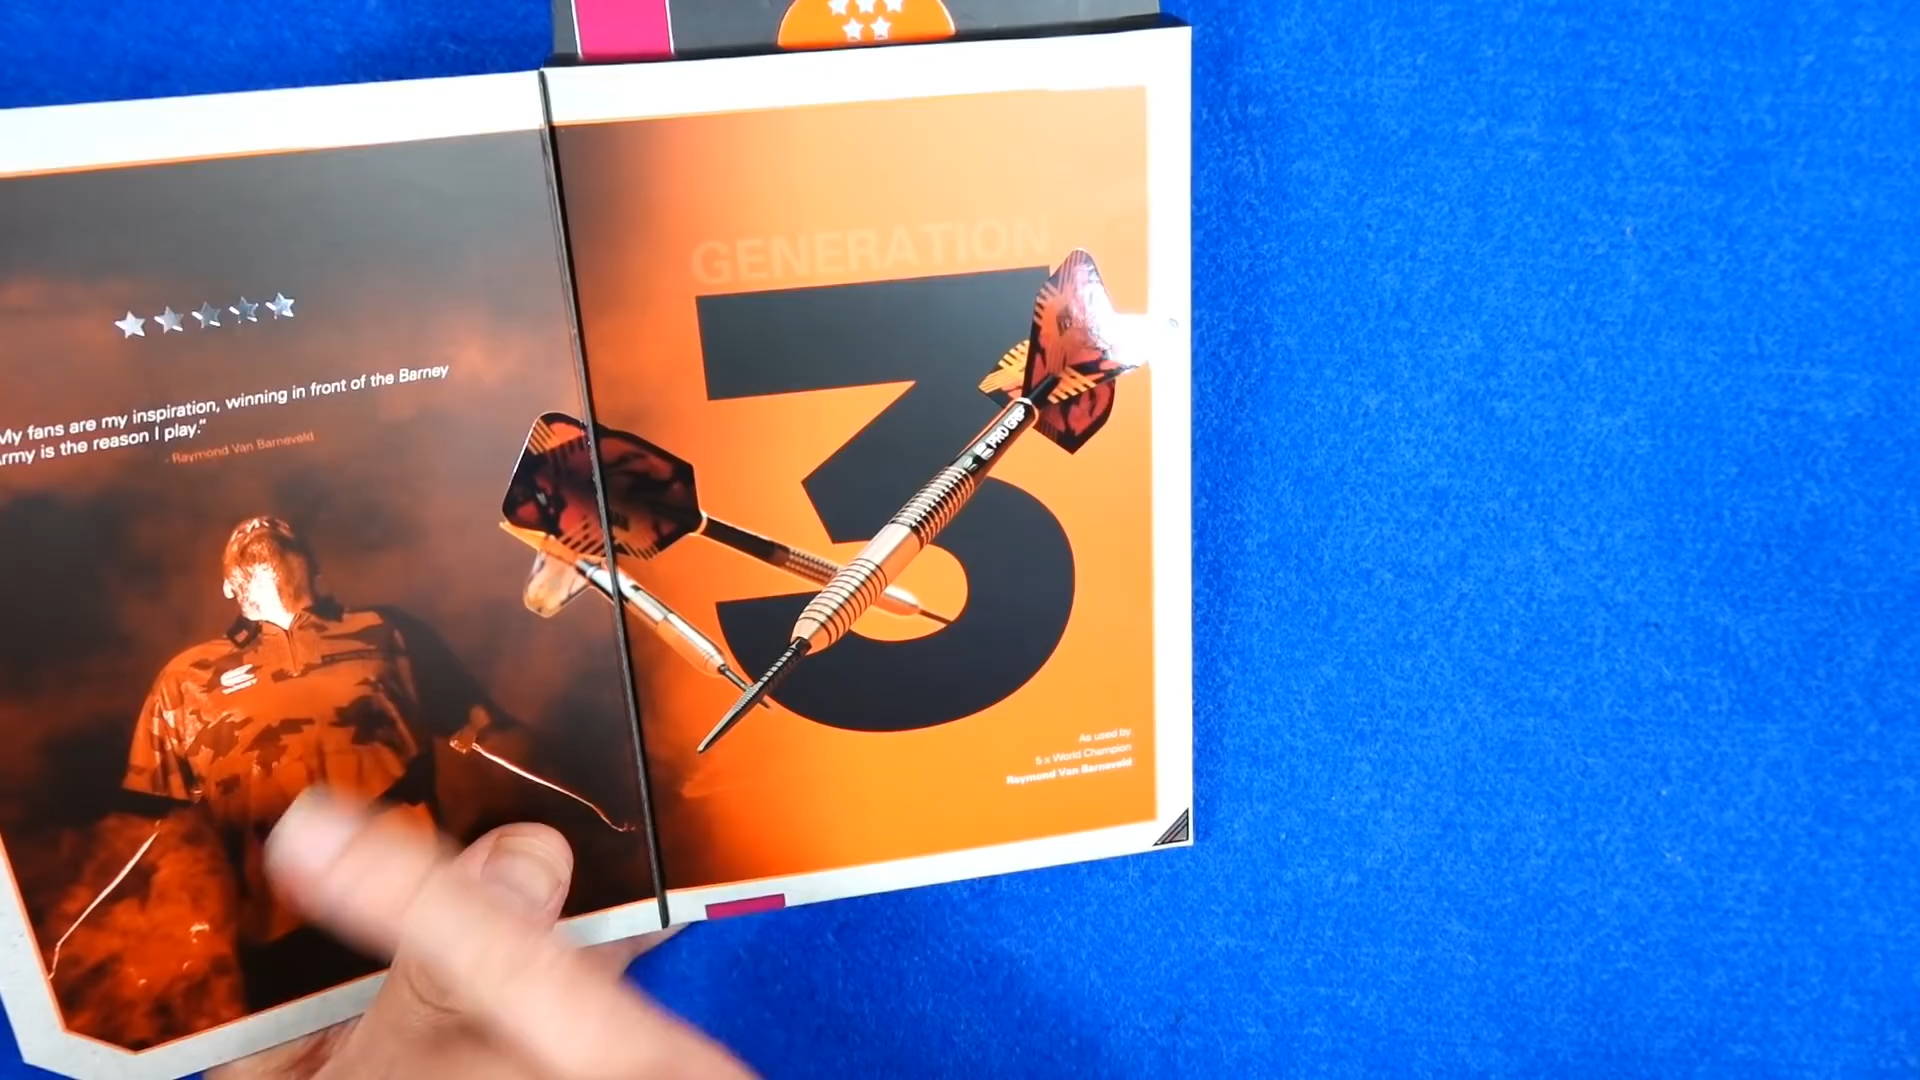 My fans are my inspiration, winning in front of the Barney
Army is the reason I play."
- Raymond Van Barneveld
GENERATION
3
PRO GRIP
As used by
5 x World Champion
Raymond Van Barneveld